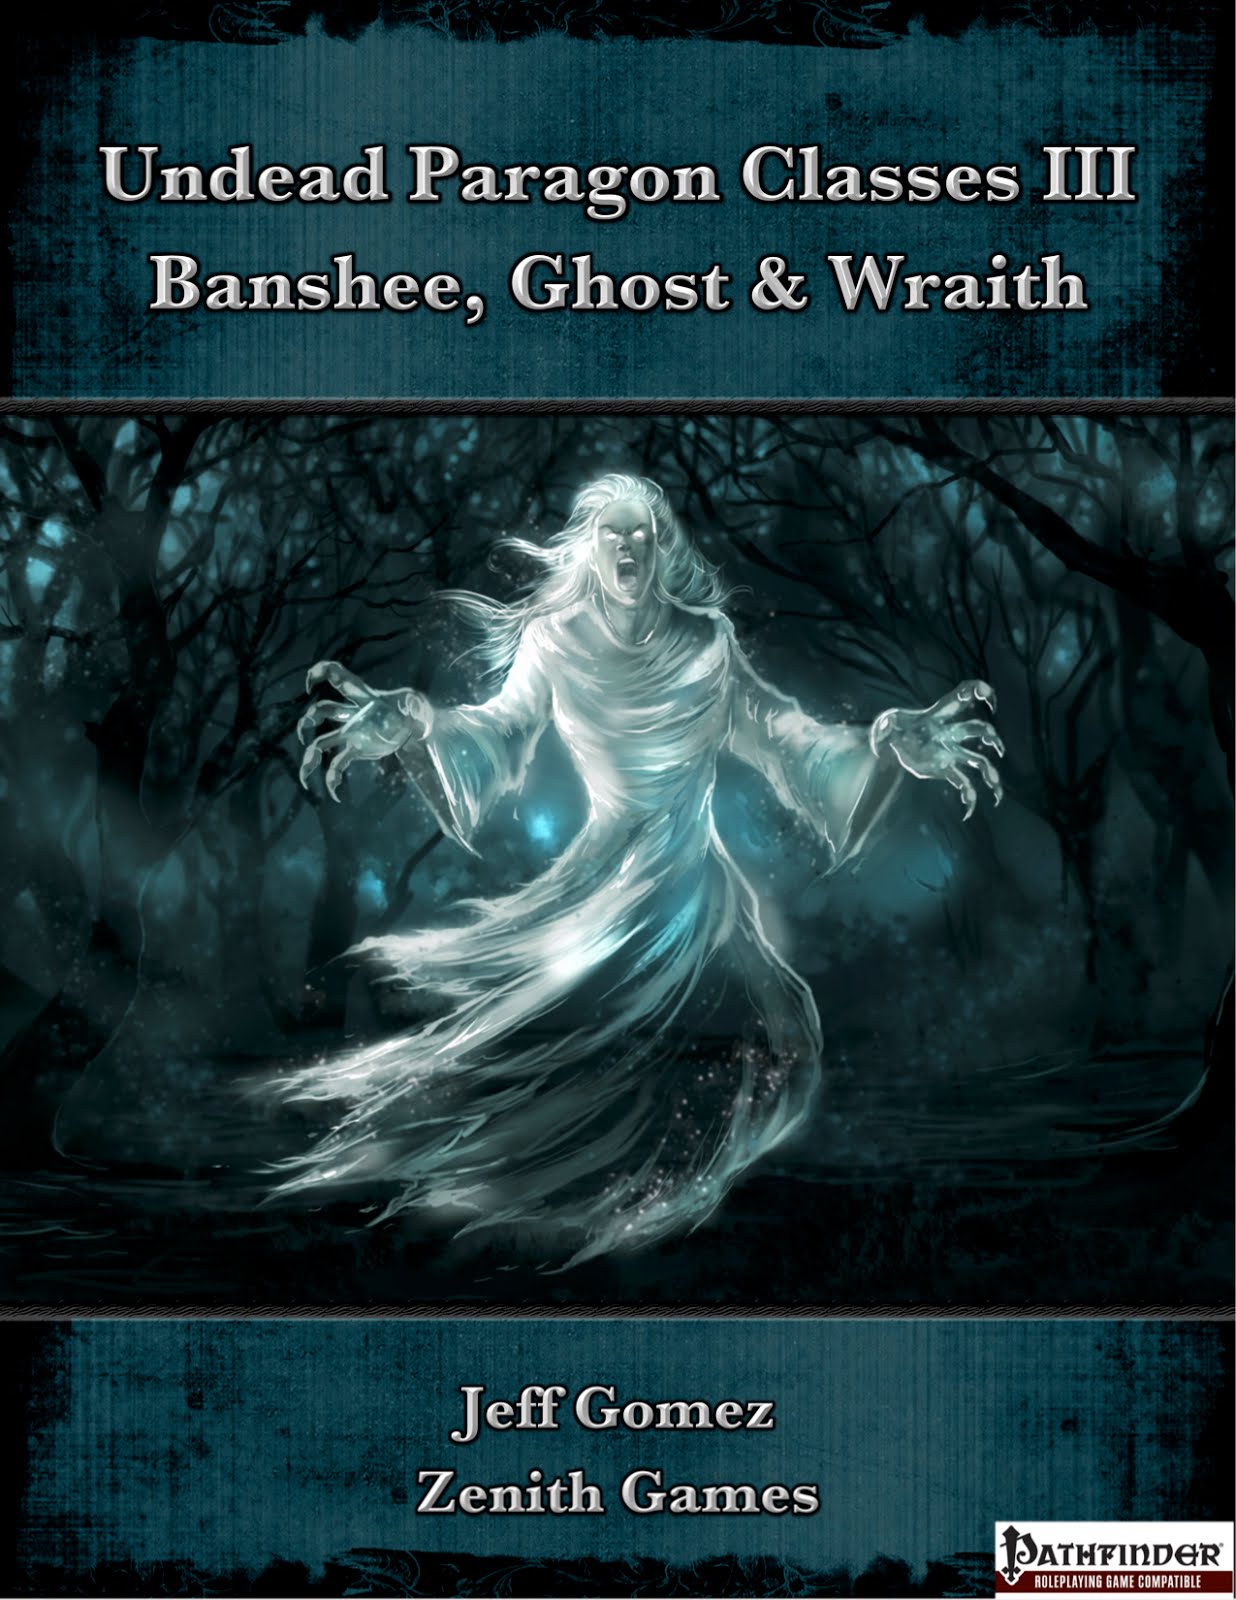 Undead Paragon Classes III
Banshee, Ghost & Wraith
Jeff Gomez
Zenith Games
PATHFINDER®
ROLEPLAYING GAME COMPATIBLE